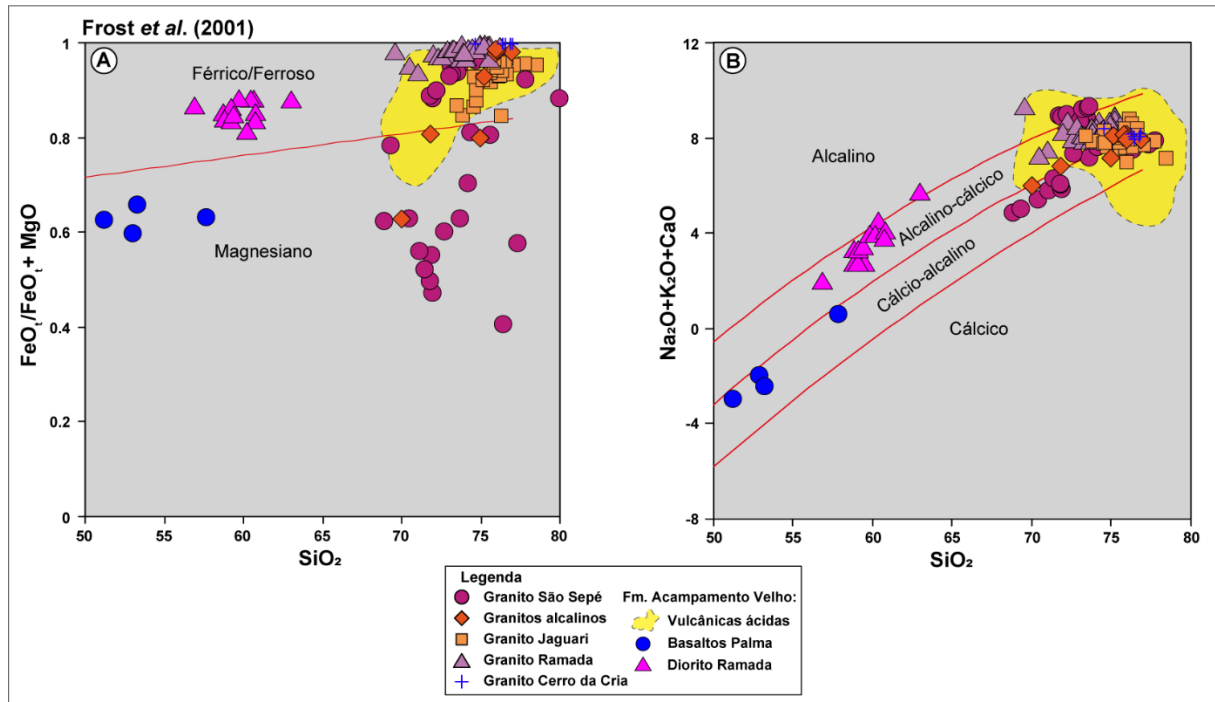 Frost et al. (2001)
A
Férrico/Ferroso
Magnesiano
FeOₜ/FeOₜ+ MgO
1
0.8
0.6
0.4
0.2
0
50 55 60 65 70 75 80
SiO₂
B
Alcalino
Alcalino-cálcico
Cálcio-alcalino
Cálcico
Na₂O+K₂O+CaO
12
8
4
0
-4
-8
50 55 60 65 70 75 80
SiO₂
Legenda
Granito São Sepé
Granitos alcalinos
Granito Jaguari
Granito Ramada
Granito Cerro da Cria
Fm. Acampamento Velho:
Vulcânicas ácidas
Basaltos Palma
Diorito Ramada